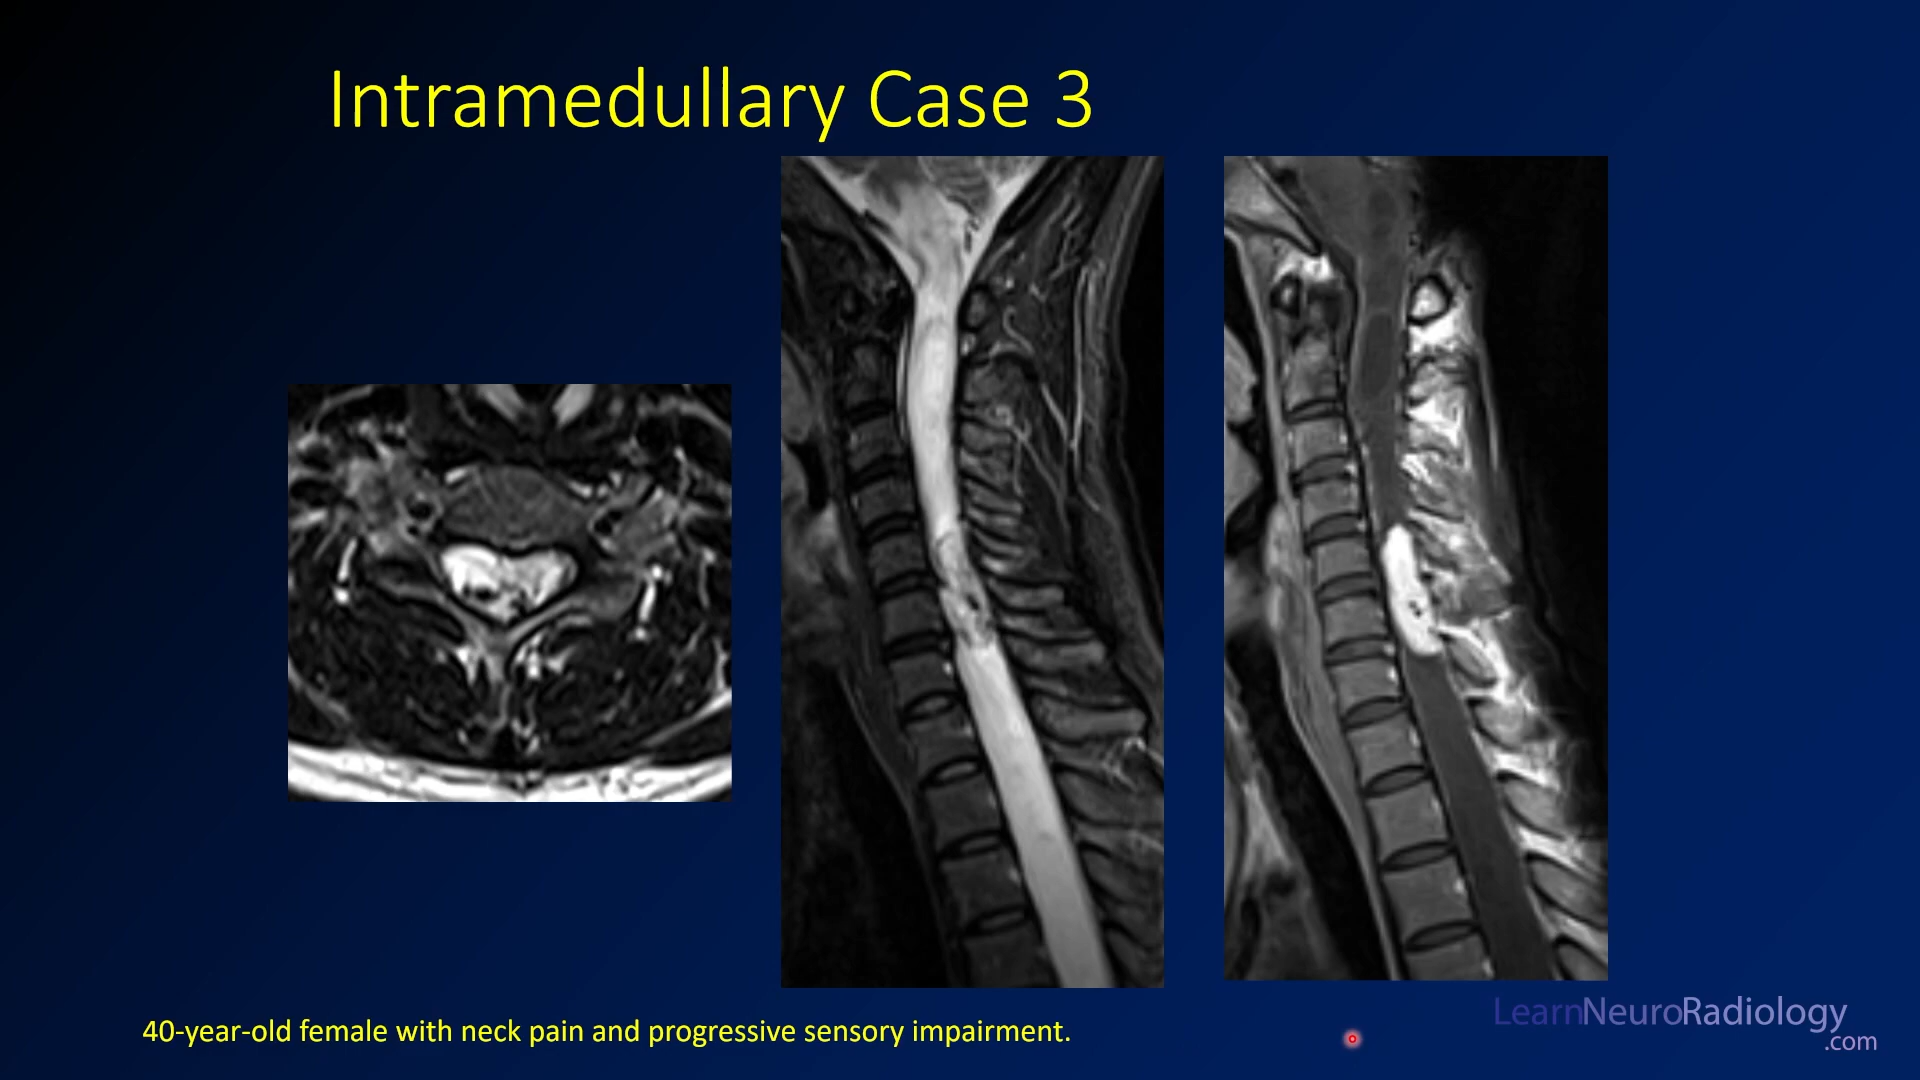 Intramedullary Case 3
40-year-old female with neck pain and progressive sensory impairment.
LearnNeuroRadiology
.com